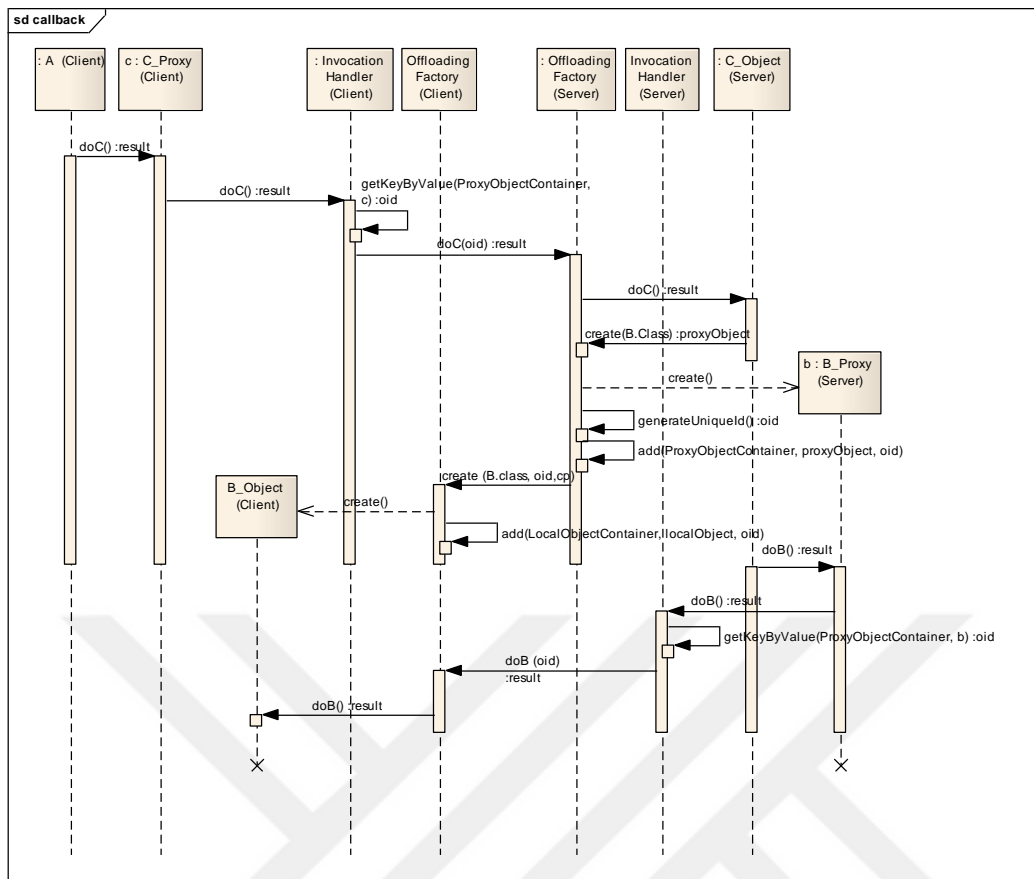 sd callback
: A (Client)
c : C_Proxy
(Client)
: Invocation
Handler
(Client)
Offloading
Factory
(Client)
: Offloading
Factory
(Server)
Invocation
Handler
(Server)
: C_Object
(Server)
doC() :result
doC() :result
getKeyByValue(ProxyObjectContainer,
c) :oid
doC(oid) :result
doC() :result
create(B.Class) :proxyObject
b : B_Proxy
(Server)
create()
generateUniqueId() :oid
add(ProxyObjectContainer, proxyObject, oid)
create (B.class, oid,cp)
B_Object
(Client)
create()
add(LocalObjectContainer, localObject, oid)
doB() :result
doB() :result
getKeyByValue(ProxyObjectContainer, b) :oid
doB (oid)
:result
doB() :result